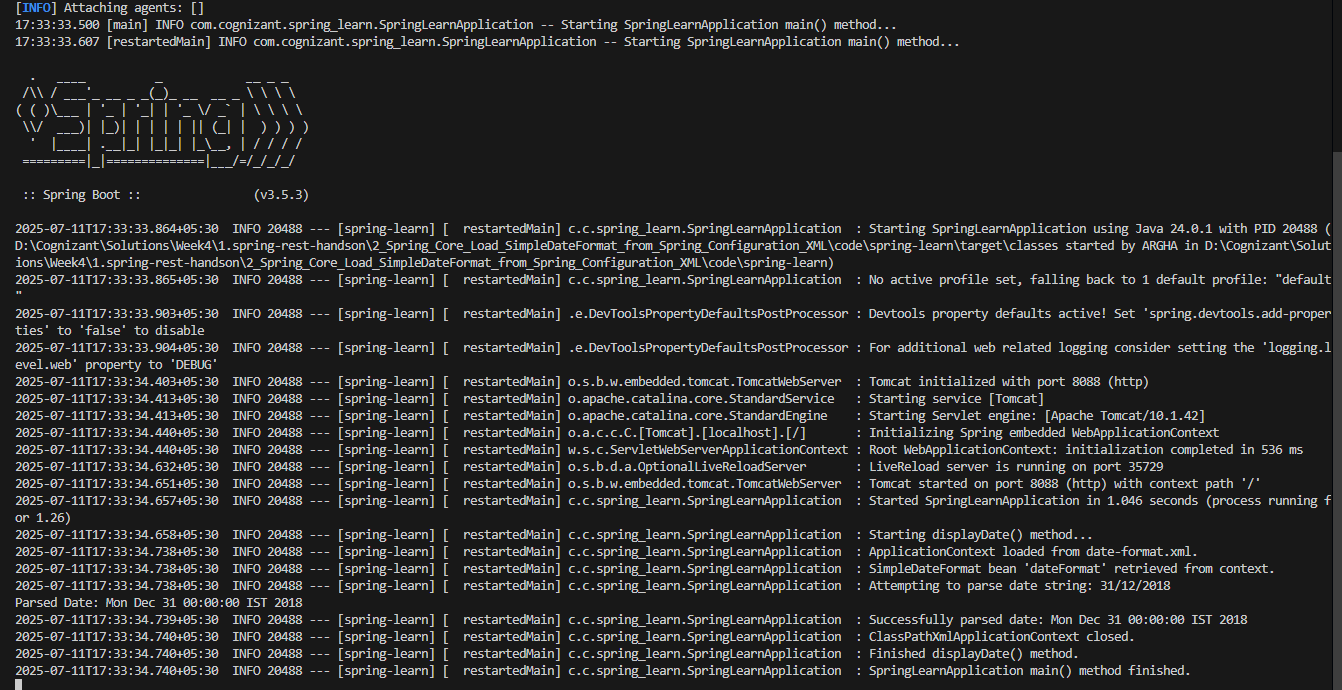 [INFO] Attaching agents: []
17:33:33.500 [main] INFO com.cognizant.spring_learn.SpringLearnApplication -- Starting SpringLearnApplication main() method...
17:33:33.607 [restartedMain] INFO com.cognizant.spring_learn.SpringLearnApplication -- Starting SpringLearnApplication main() method...

  .   ____          _            __ _ _
 /\\ / ___'_ __ _ _(_)_ __  __ _ \ \ \ \
( ( )\___ | '_ | '_| | '_ \/ _` | \ \ \ \
 \\/  ___)| |_)| | | | | || (_| |  ) ) ) )
  '  |____| .__|_| |_|_| |_\__, | / / / /
 =========|_|==============|___/=/_/_/_/

 :: Spring Boot ::                (v3.5.3)

2025-07-11T17:33:33.864+05:30  INFO 20488 --- [spring-learn] [  restartedMain] c.c.spring_learn.SpringLearnApplication  : Starting SpringLearnApplication using Java 24.0.1 with PID 20488 (
D:\Cognizant\Solutions\Week4\1.spring-rest-handson\2_Spring_Core_Load_SimpleDateFormat_from_Spring_Configuration_XML\code\spring-learn\target\classes started by ARGHA in D:\Cognizant\Solut
ions\Week4\1.spring-rest-handson\2_Spring_Core_Load_SimpleDateFormat_from_Spring_Configuration_XML\code\spring-learn)
2025-07-11T17:33:33.865+05:30  INFO 20488 --- [spring-learn] [  restartedMain] c.c.spring_learn.SpringLearnApplication  : No active profile set, falling back to 1 default profile: "default
"
2025-07-11T17:33:33.903+05:30  INFO 20488 --- [spring-learn] [  restartedMain] .e.DevToolsPropertyDefaultsPostProcessor : Devtools property defaults active! Set 'spring.devtools.add-proper
ties' to 'false' to disable
2025-07-11T17:33:33.904+05:30  INFO 20488 --- [spring-learn] [  restartedMain] .e.DevToolsPropertyDefaultsPostProcessor : For additional web related logging consider setting the 'logging.l
evel.web' property to 'DEBUG'
2025-07-11T17:33:34.403+05:30  INFO 20488 --- [spring-learn] [  restartedMain] o.s.b.w.embedded.tomcat.TomcatWebServer  : Tomcat initialized with port 8088 (http)
2025-07-11T17:33:34.413+05:30  INFO 20488 --- [spring-learn] [  restartedMain] o.apache.catalina.core.StandardService   : Starting service [Tomcat]
2025-07-11T17:33:34.413+05:30  INFO 20488 --- [spring-learn] [  restartedMain] o.apache.catalina.core.StandardEngine    : Starting Servlet engine: [Apache Tomcat/10.1.42]
2025-07-11T17:33:34.440+05:30  INFO 20488 --- [spring-learn] [  restartedMain] o.a.c.c.C.[Tomcat].[localhost].[/]       : Initializing Spring embedded WebApplicationContext
2025-07-11T17:33:34.440+05:30  INFO 20488 --- [spring-learn] [  restartedMain] w.s.c.ServletWebServerApplicationContext : Root WebApplicationContext: initialization completed in 536 ms
2025-07-11T17:33:34.632+05:30  INFO 20488 --- [spring-learn] [  restartedMain] o.s.b.d.a.OptionalLiveReloadServer       : LiveReload server is running on port 35729
2025-07-11T17:33:34.651+05:30  INFO 20488 --- [spring-learn] [  restartedMain] o.s.b.w.embedded.tomcat.TomcatWebServer  : Tomcat started on port 8088 (http) with context path '/'
2025-07-11T17:33:34.657+05:30  INFO 20488 --- [spring-learn] [  restartedMain] c.c.spring_learn.SpringLearnApplication  : Started SpringLearnApplication in 1.046 seconds (process running f
or 1.26)
2025-07-11T17:33:34.658+05:30  INFO 20488 --- [spring-learn] [  restartedMain] c.c.spring_learn.SpringLearnApplication  : Starting displayDate() method...
2025-07-11T17:33:34.738+05:30  INFO 20488 --- [spring-learn] [  restartedMain] c.c.spring_learn.SpringLearnApplication  : ApplicationContext loaded from date-format.xml.
2025-07-11T17:33:34.738+05:30  INFO 20488 --- [spring-learn] [  restartedMain] c.c.spring_learn.SpringLearnApplication  : SimpleDateFormat bean 'dateFormat' retrieved from context.
2025-07-11T17:33:34.738+05:30  INFO 20488 --- [spring-learn] [  restartedMain] c.c.spring_learn.SpringLearnApplication  : Attempting to parse date string: 31/12/2018
Parsed Date: Mon Dec 31 00:00:00 IST 2018
2025-07-11T17:33:34.739+05:30  INFO 20488 --- [spring-learn] [  restartedMain] c.c.spring_learn.SpringLearnApplication  : Successfully parsed date: Mon Dec 31 00:00:00 IST 2018
2025-07-11T17:33:34.740+05:30  INFO 20488 --- [spring-learn] [  restartedMain] c.c.spring_learn.SpringLearnApplication  : ClassPathXmlApplicationContext closed.
2025-07-11T17:33:34.740+05:30  INFO 20488 --- [spring-learn] [  restartedMain] c.c.spring_learn.SpringLearnApplication  : Finished displayDate() method.
2025-07-11T17:33:34.740+05:30  INFO 20488 --- [spring-learn] [  restartedMain] c.c.spring_learn.SpringLearnApplication  : SpringLearnApplication main() method finished.